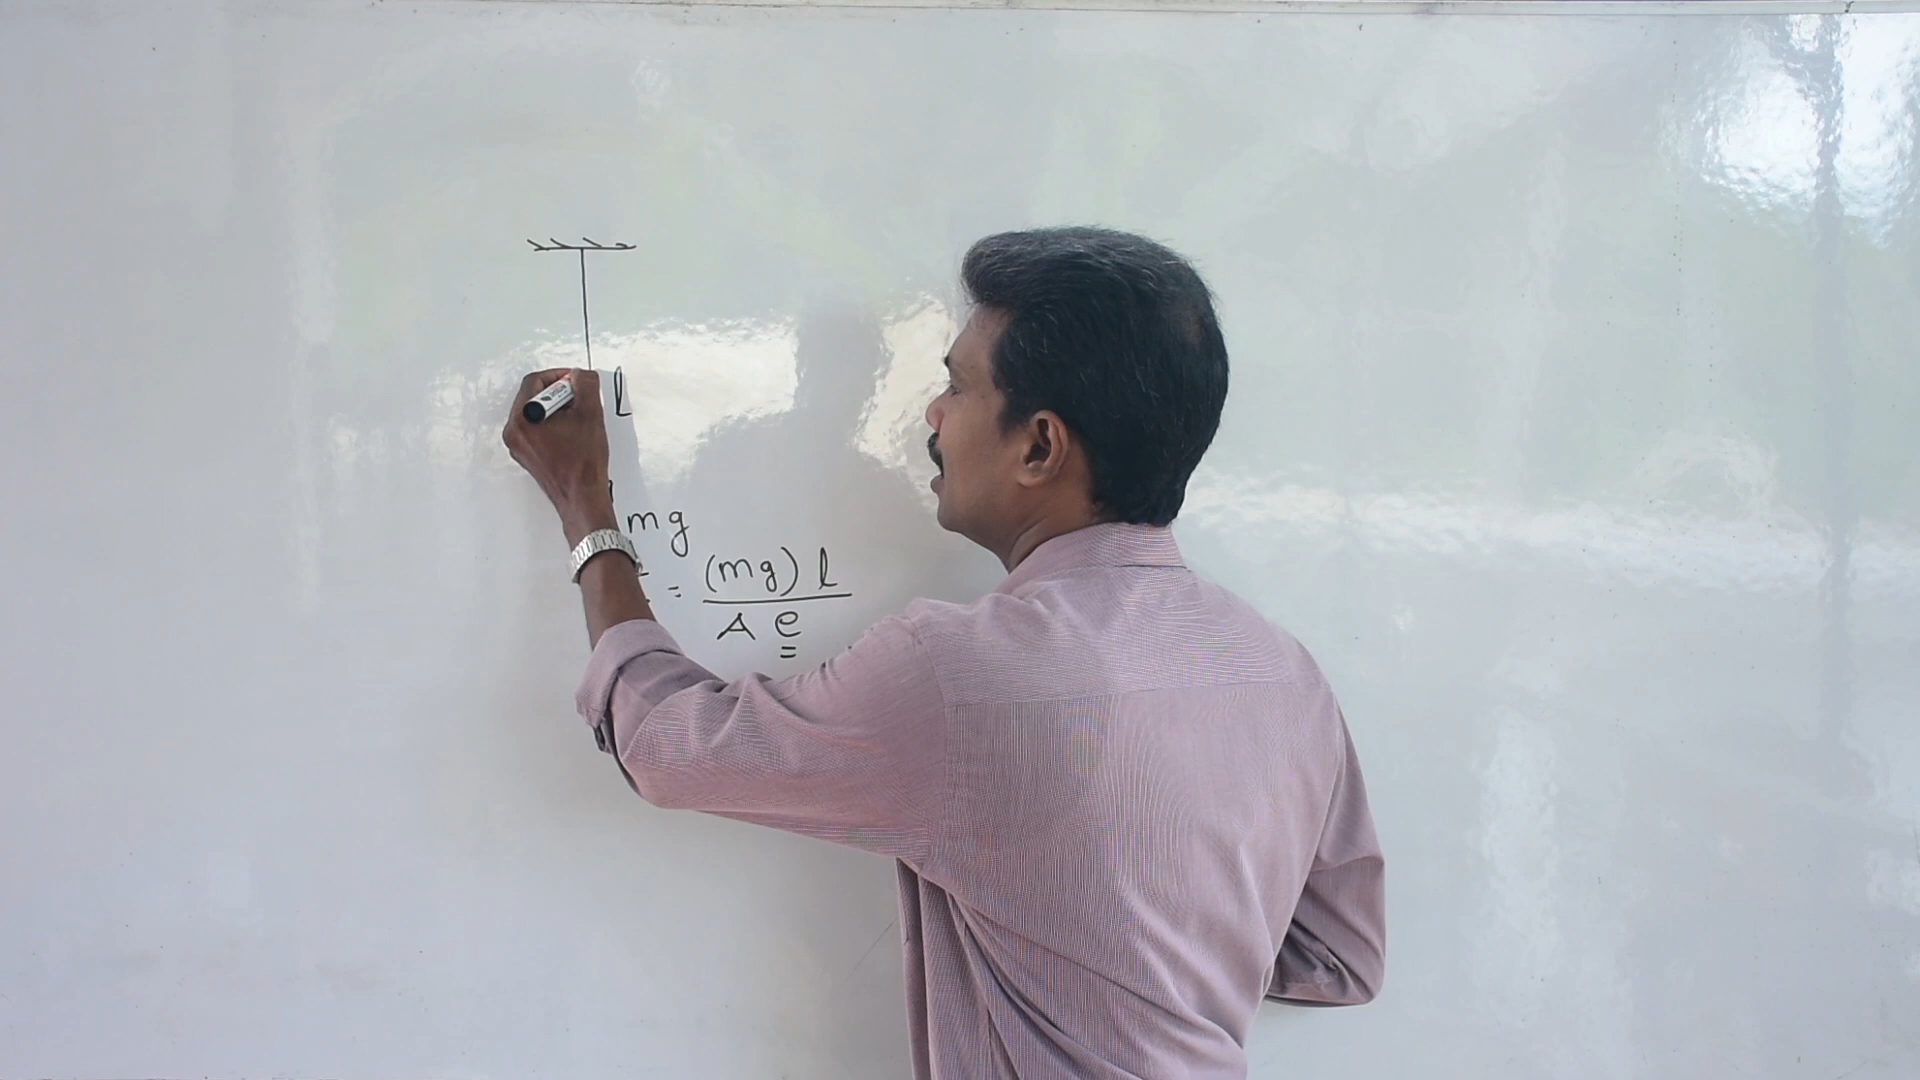 l
mg
= (mg) l
A e
=